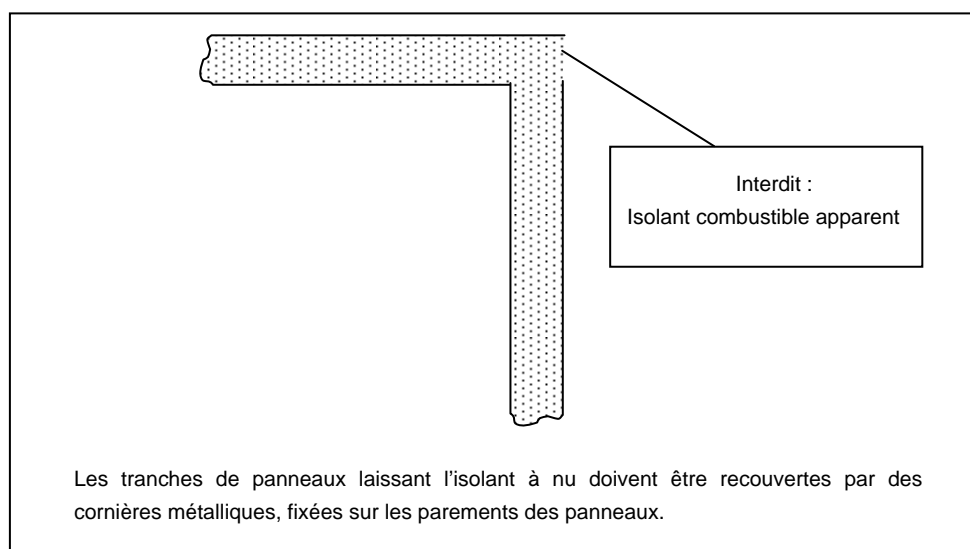 Interdit :
Isolant combustible apparent
Les tranches de panneaux laissant l'isolant à nu doivent être recouvertes par des
cornières métalliques, fixées sur les parements des panneaux.